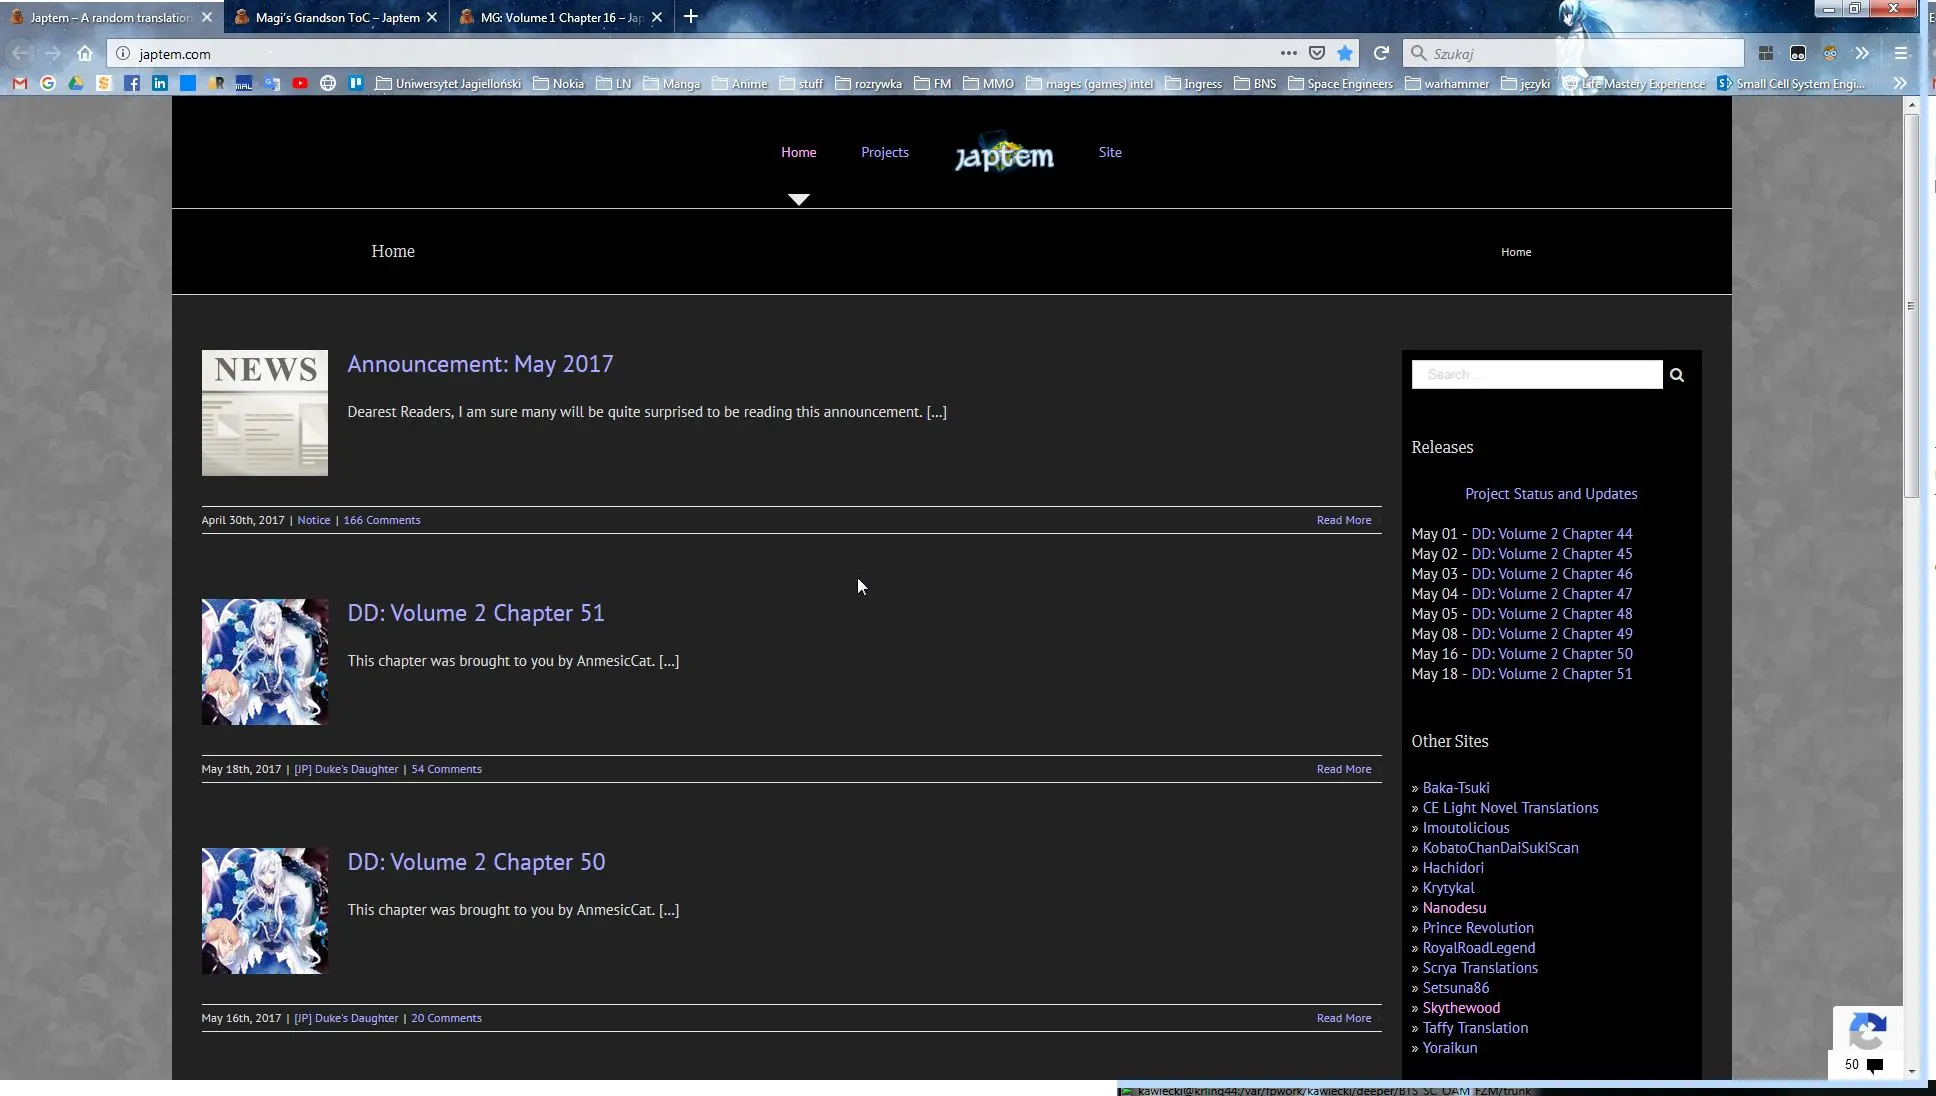 Japtem – A random translation
Magi's Grandson ToC – Japtem
MG: Volume 1 Chapter 16 – Jap
japtem.com
Szukaj
Uniwersytet Jagielloński
Nokia
LN
Manga
Anime
stuff
rozrywka
FM
MMO
mages (games) intel
Ingress
BNS
Space Engineers
warhammer
języki
Life Mastery Experience
Small Cell System Engi...
Home
Projects
japtem
Site
Home
Home
NEWS
Announcement: May 2017
Dearest Readers, I am sure many will be quite surprised to be reading this announcement. [...]
April 30th, 2017 | Notice | 166 Comments
Read More
DD: Volume 2 Chapter 51
This chapter was brought to you by AnmesicCat. [...]
May 18th, 2017 | [JP] Duke's Daughter | 54 Comments
Read More
DD: Volume 2 Chapter 50
This chapter was brought to you by AnmesicCat. [...]
May 16th, 2017 | [JP] Duke's Daughter | 20 Comments
Read More
Search ...
Releases
Project Status and Updates
May 01 - DD: Volume 2 Chapter 44
May 02 - DD: Volume 2 Chapter 45
May 03 - DD: Volume 2 Chapter 46
May 04 - DD: Volume 2 Chapter 47
May 05 - DD: Volume 2 Chapter 48
May 08 - DD: Volume 2 Chapter 49
May 16 - DD: Volume 2 Chapter 50
May 18 - DD: Volume 2 Chapter 51
Other Sites
» Baka-Tsuki
» CE Light Novel Translations
» Imoutolicious
» KobatoChanDaiSukiScan
» Hachidori
» Krytykal
» Nanodesu
» Prince Revolution
» RoyalRoadLegend
» Scrya Translations
» Setsuna86
» Skythewood
» Taffy Translation
» Yoraikun
50
kawiecki@krling44:/var/fpwork/kawiecki/deeper/BTS_SC_OAM_FZM/trunk